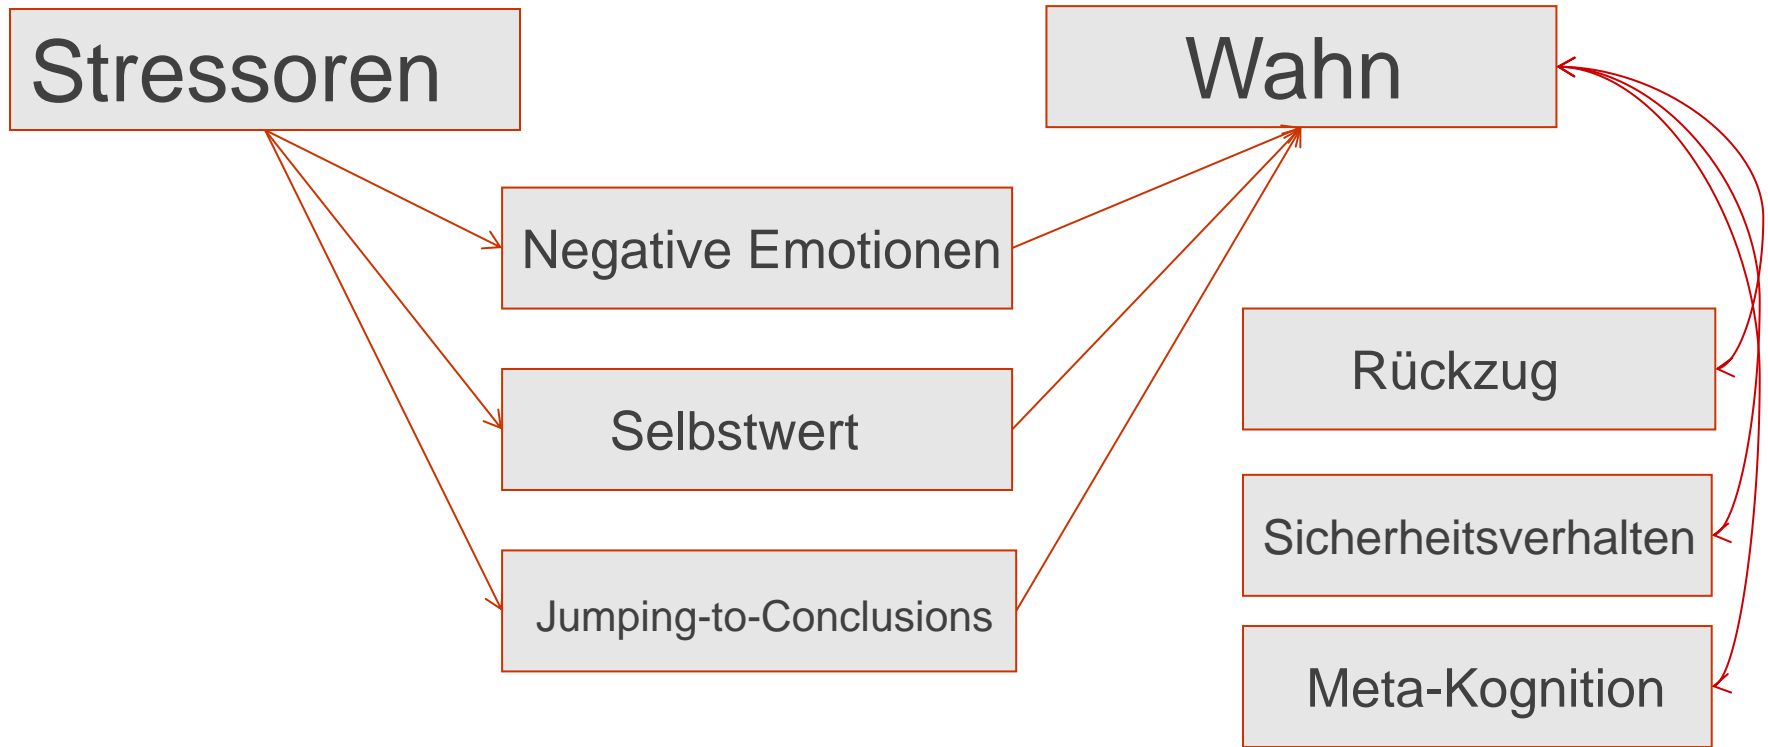 Stressoren
Wahn
Negative Emotionen
Rückzug
Selbstwert
Sicherheitsverhalten
Jumping-to-Conclusions
Meta-Kognition